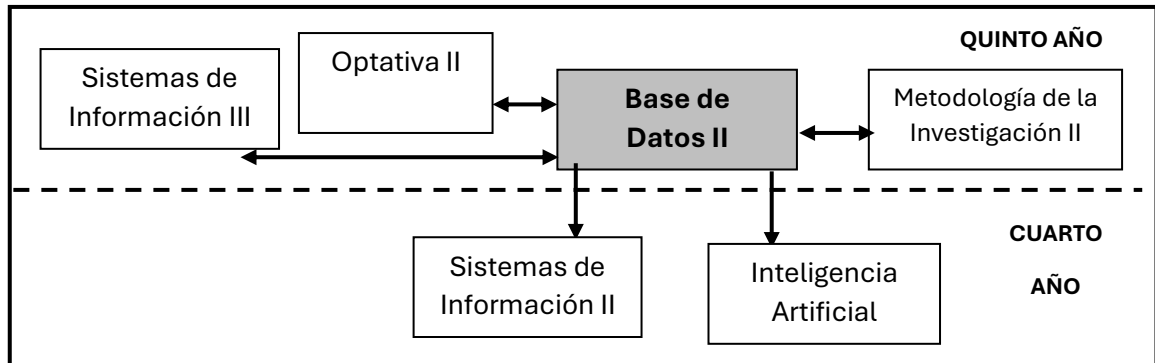 QUINTO AÑO
Sistemas de
Información III
Optativa II
Base de
Datos II
Metodología de la
Investigación II
CUARTO
AÑO
Sistemas de
Información II
Inteligencia
Artificial